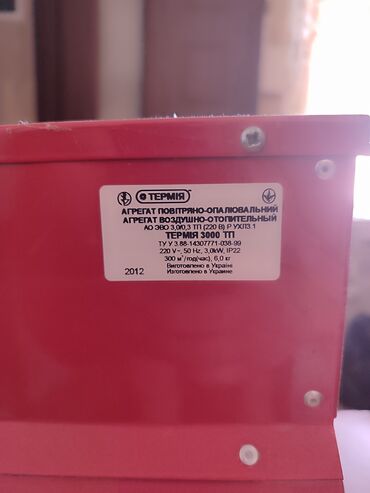 ТЕРМІЯ
АГРЕГАТ ПОВІТРЯНО-ОПАЛЮВАЛЬНИЙ
АГРЕГАТ ВОЗДУШНО-ОТОПИТЕЛЬНЫЙ
АО ЭВО 3,0/0,3 ТП (220 В) Р УХЛ3.1
ТЕРМІЯ 3000 ТП
ТУ У 3.88-14307771-038-99
220 V~, 50 Hz, 3,0kW, IP22
300 м³/год(час), 6,0 кг
Виготовлено в Україні
2012 Изготовлено в Украине